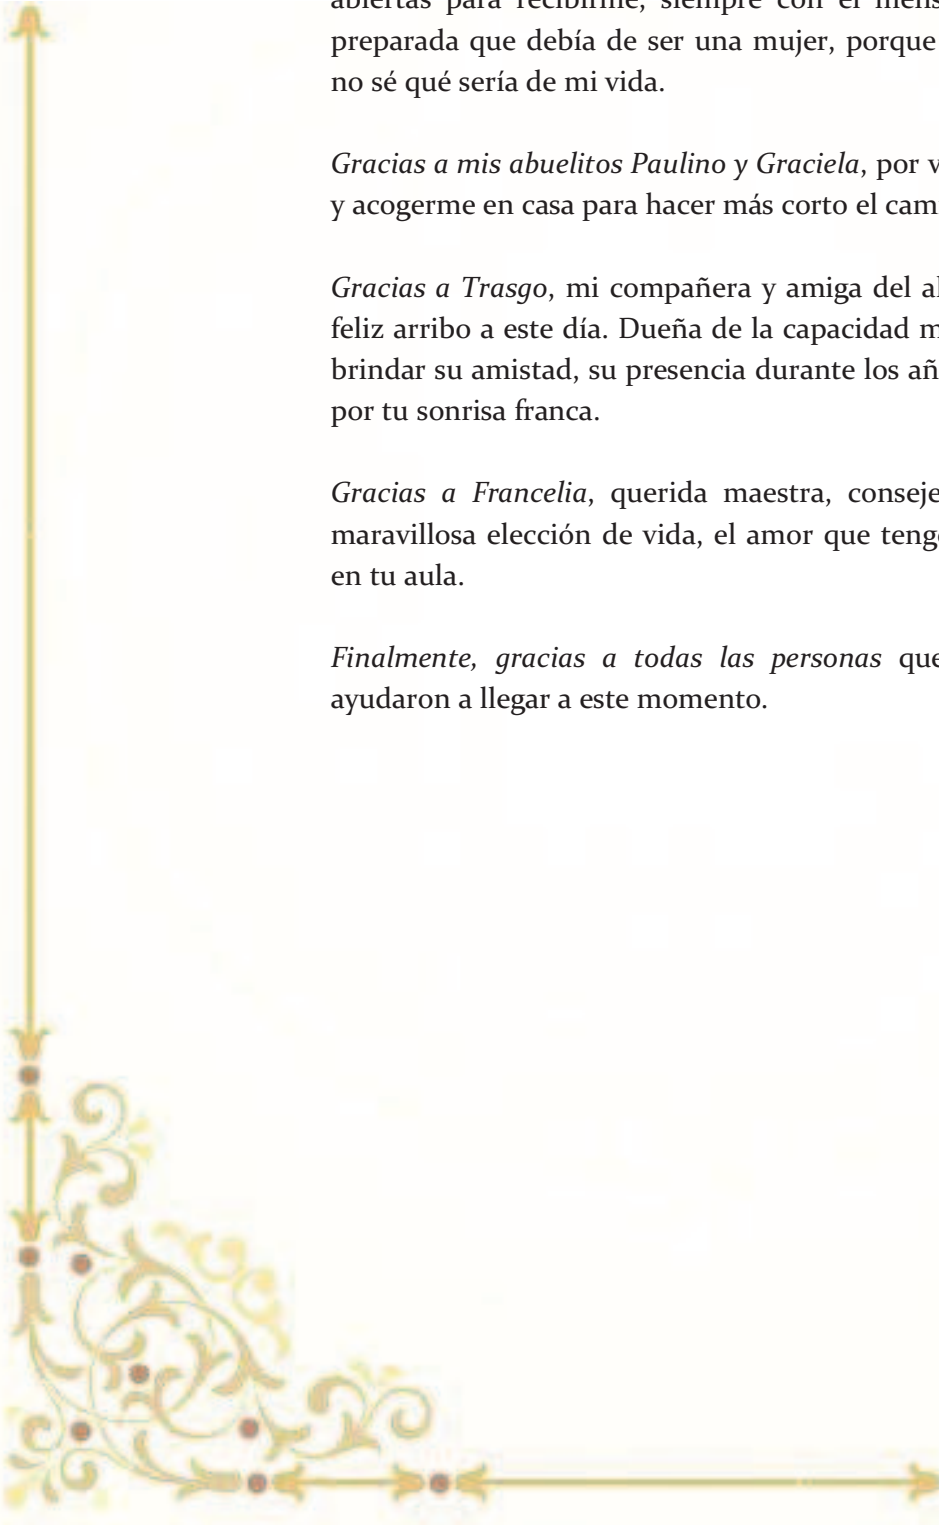 abiertas para recibirme, siempre con el mens
preparada que debía de ser una mujer, porque
no sé qué sería de mi vida.
Gracias a mis abuelitos Paulino y Graciela, por v
y acogerme en casa para hacer más corto el cam
Gracias a Trasgo, mi compañera y amiga del al
feliz arribo a este día. Dueña de la capacidad m
brindar su amistad, su presencia durante los añ
por tu sonrisa franca.
Gracias a Francelia, querida maestra, conseje
maravillosa elección de vida, el amor que teng
en tu aula.
Finalmente, gracias a todas las personas que
ayudaron a llegar a este momento.